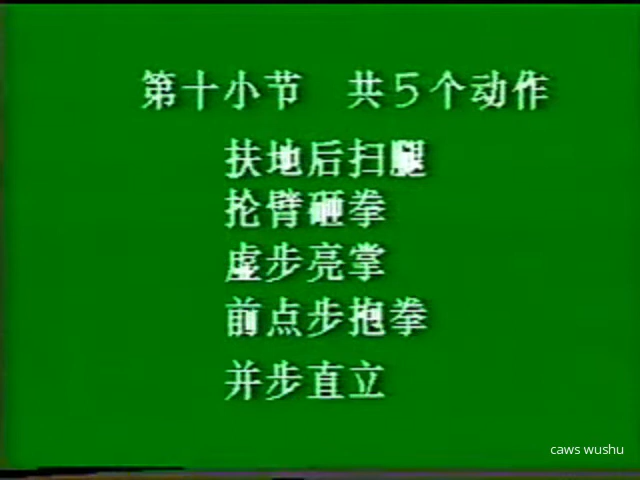 第十小节 共5个动作
扶地后扫腿
抡臂砸拳
虚步亮掌
前点步抱拳
并步直立
caws wushu